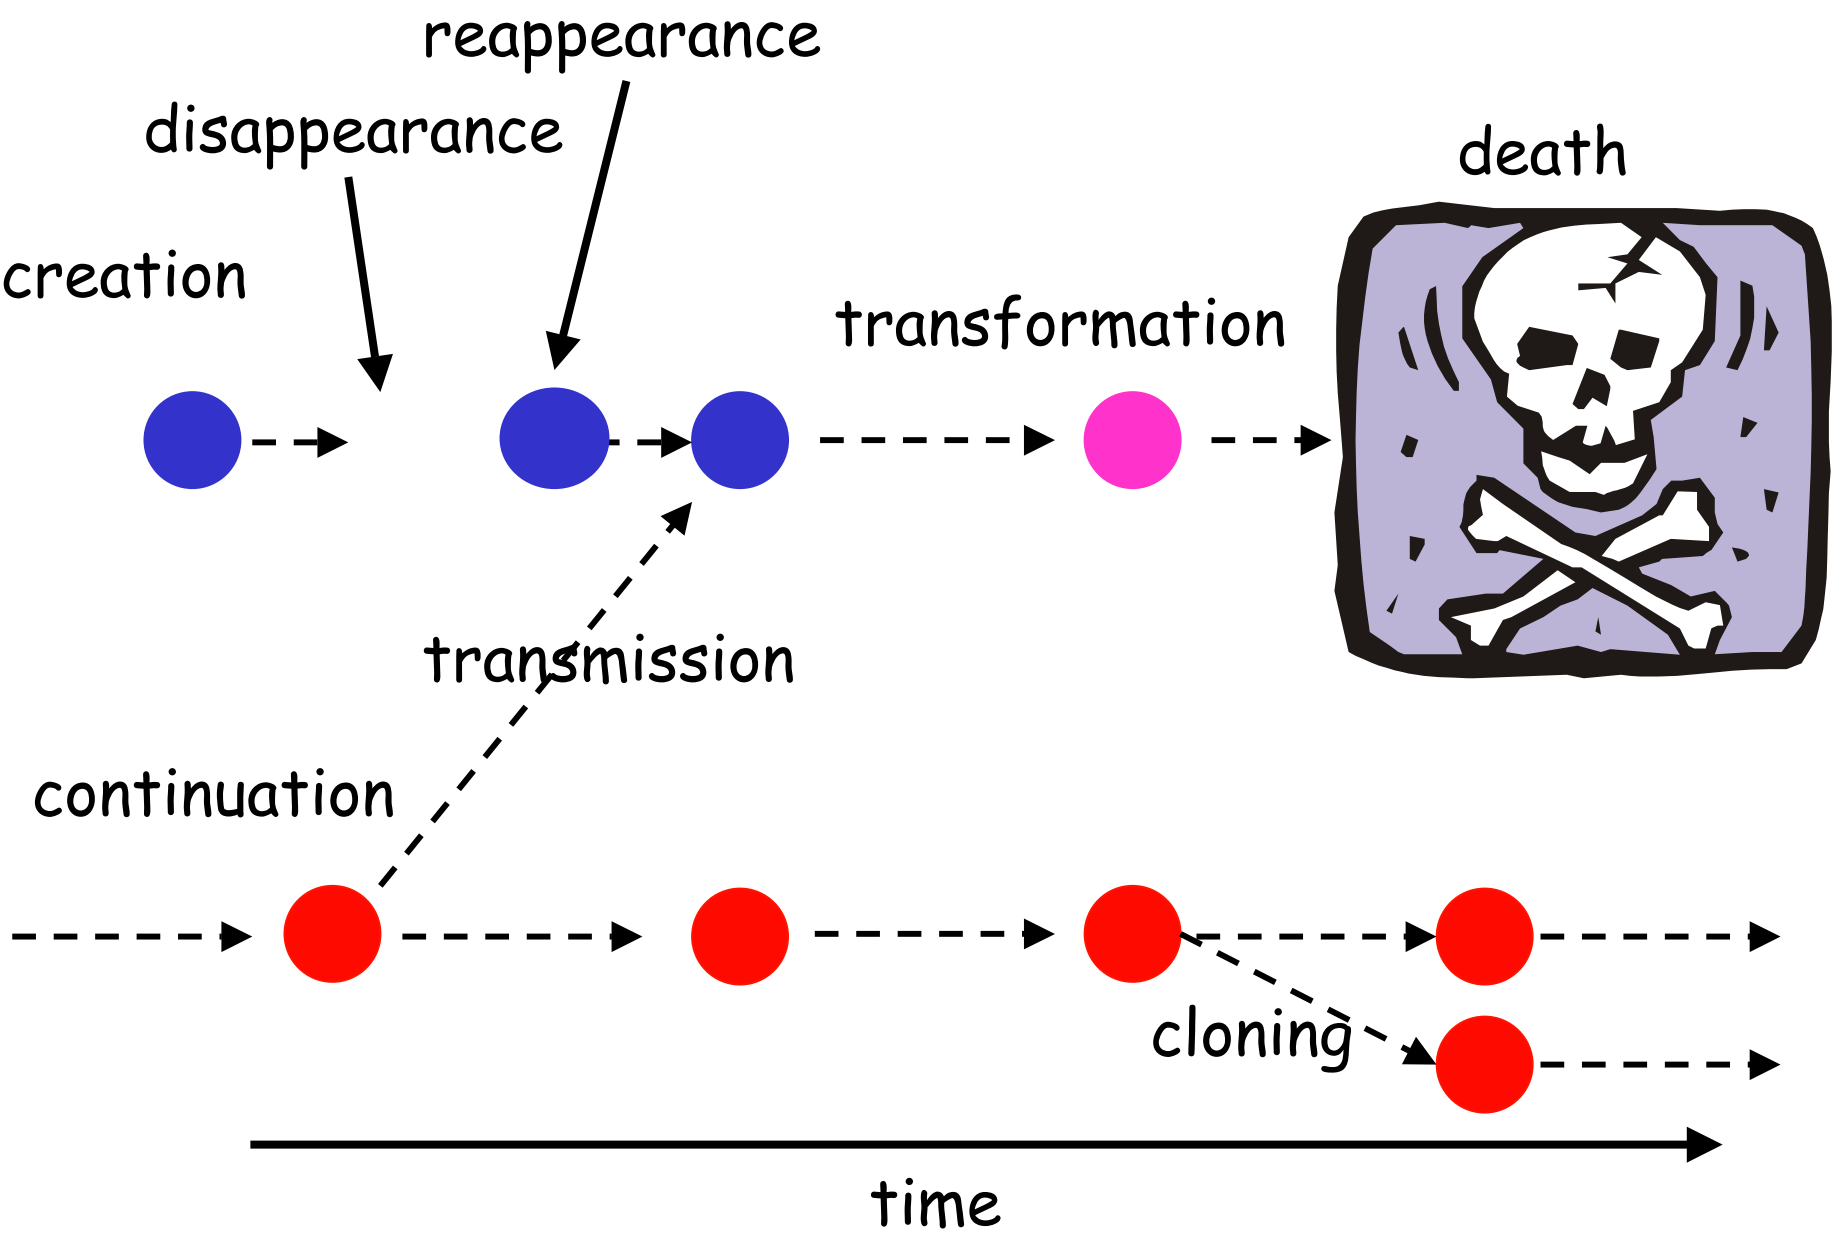 reappearance
disappearance
death
creation
transformation
transmission
continuation
cloning
time